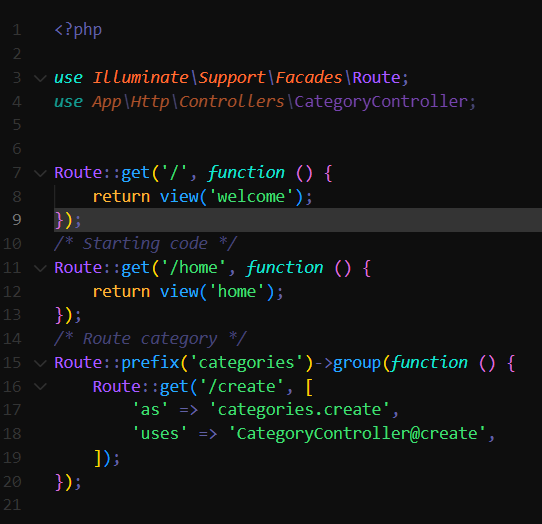 1 <?php
2
3 use Illuminate\Support\Facades\Route;
4 use App\Http\Controllers\CategoryController;
5
6
7 Route::get('/', function () {
8     return view('welcome');
9 });
10 /* Starting code */
11 Route::get('/home', function () {
12     return view('home');
13 });
14 /* Route category */
15 Route::prefix('categories')->group(function () {
16     Route::get('/create', [
17         'as' => 'categories.create',
18         'uses' => 'CategoryController@create',
19     ]);
20 });
21